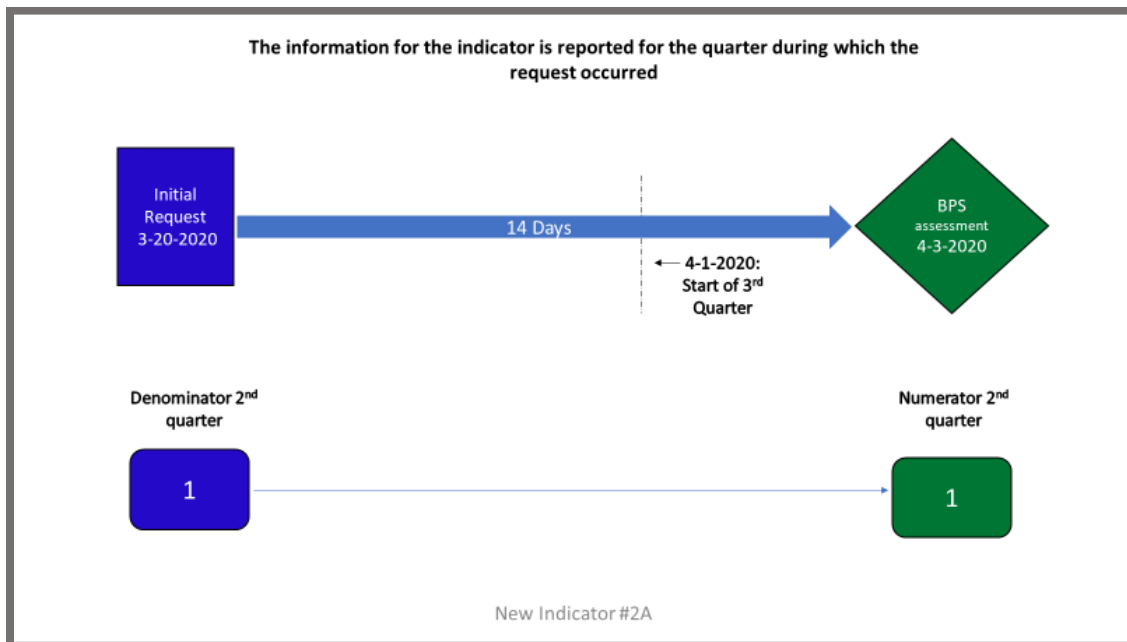 The information for the indicator is reported for the quarter during which the
request occurred
Initial
Request
3-20-2020
14 Days
BPS
assessment
4-3-2020
4-1-2020:
Start of 3rd
Quarter
Denominator 2nd
quarter
Numerator 2nd
quarter
1
1
New Indicator #2A